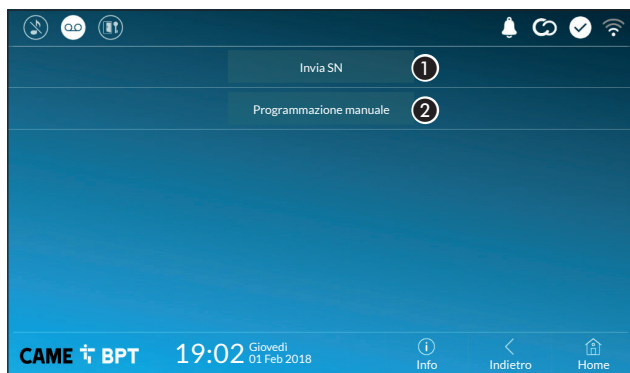 Invia SN
1
Programmazione manuale
2
CAME BPT
19:02
Giovedì
01 Feb 2018
i
Info
Indietro
Home